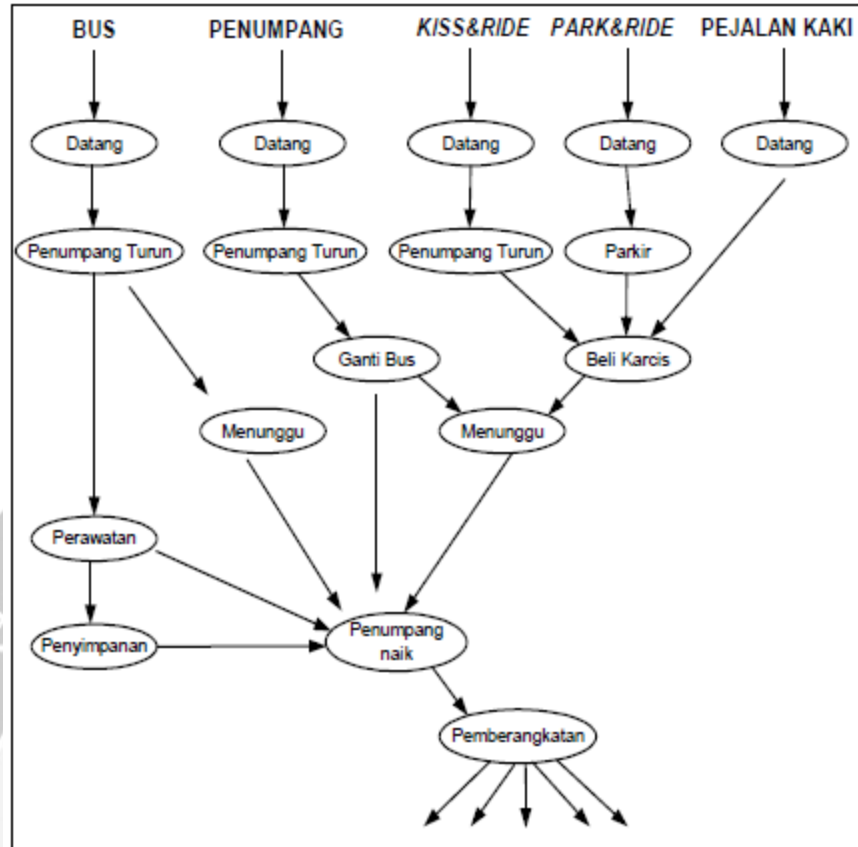 BUS PENUMPANG KISS&RIDE PARK&RIDE PEJALAN KAKI
Datang Datang Datang Datang Datang
Penumpang Turun Penumpang Turun Penumpang Turun Parkir
Ganti Bus Beli Karcis
Menunggu Menunggu
Perawatan
Penumpang
naik
Penyimpanan
Pemberangkatan